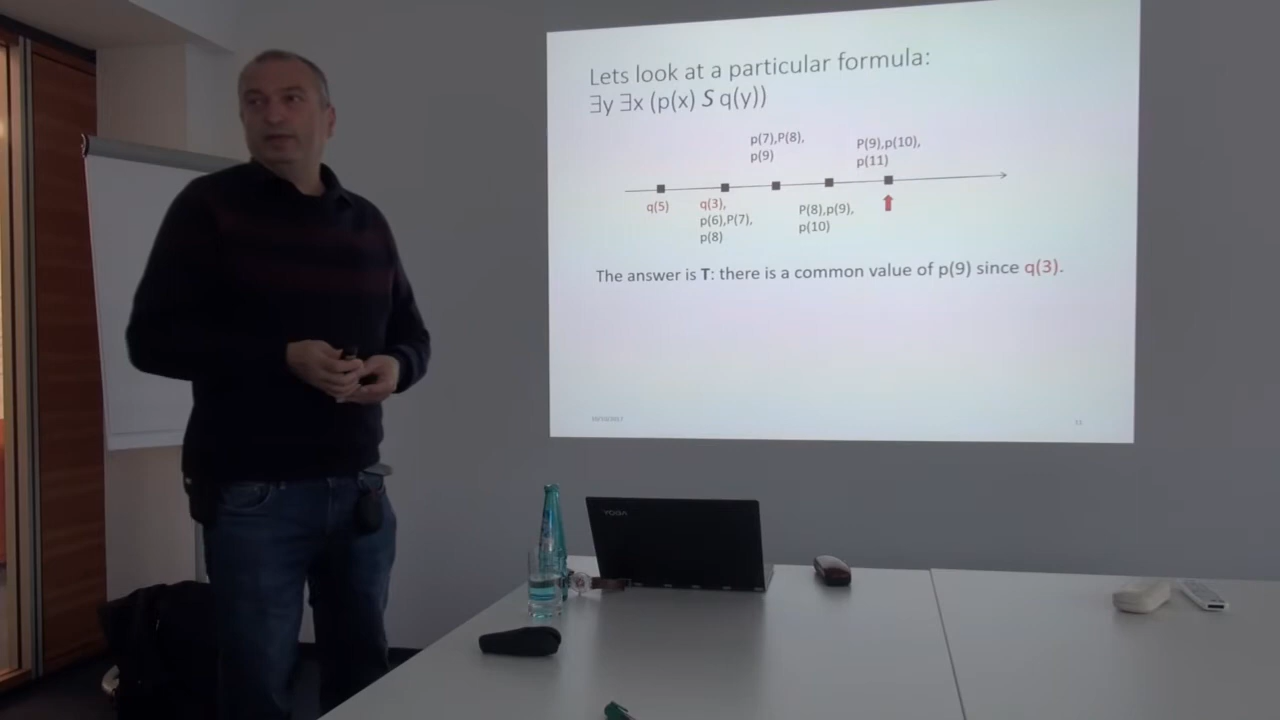 Lets look at a particular formula:
∃y ∃x (p(x) S q(y))
p(7),P(8),
p(9)
P(9),p(10),
p(11)
q(5)
q(3),
p(6),P(7),
p(8)
P(8),p(9),
p(10)
The answer is T: there is a common value of p(9) since q(3).
YOGA